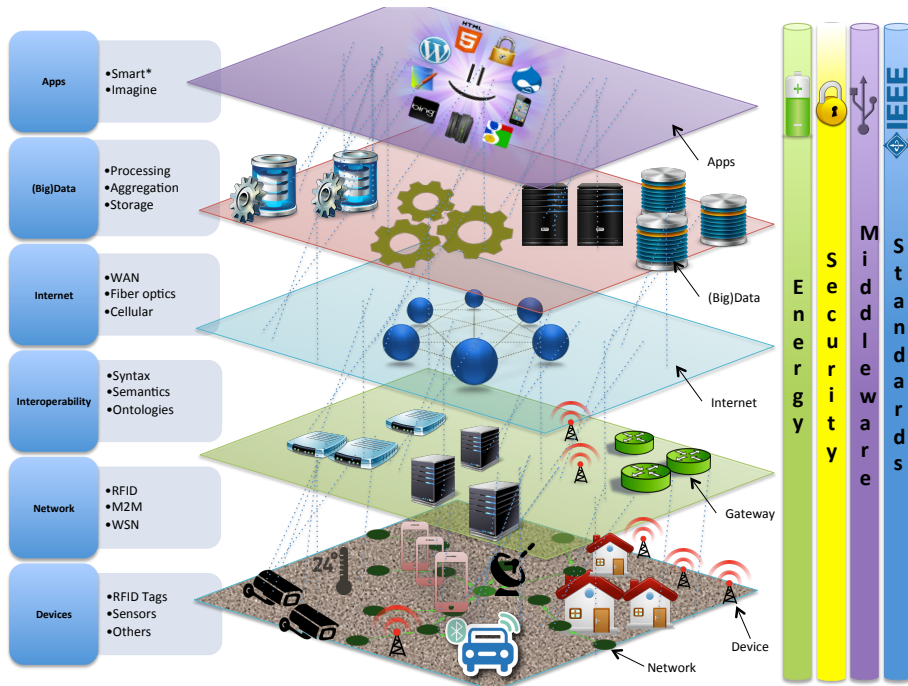 Apps
•Smart*
•Imagine
(Big)Data
•Processing
•Aggregation
•Storage
Internet
•WAN
•Fiber optics
•Cellular
Interoperability
•Syntax
•Semantics
•Ontologies
Network
•RFID
•M2M
•WSN
Devices
•RFID Tags
•Sensors
•Others
HTML
bing
24°
Apps
(Big)Data
Internet
Gateway
Device
Network
Energy
Security
Middleware
IEEE
Standards